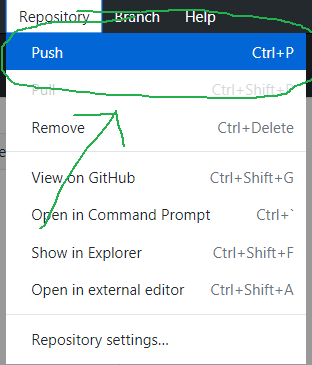 Repository Branch Help
Push Ctrl+P
Pull Ctrl+Shift+P
Remove Ctrl+Delete
View on GitHub Ctrl+Shift+G
Open in Command Prompt Ctrl+`
Show in Explorer Ctrl+Shift+F
Open in external editor Ctrl+Shift+A
Repository settings...